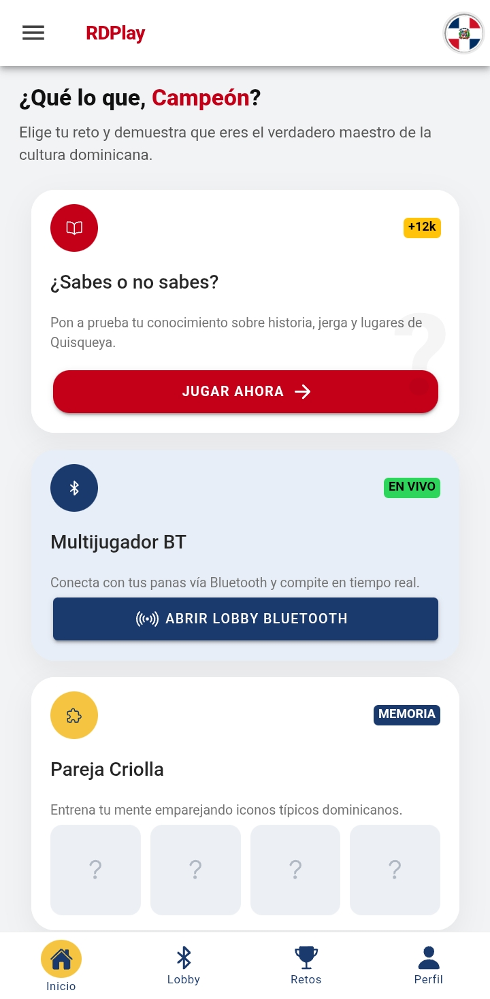 RDPlay
¿Qué lo que, Campeón?
Elige tu reto y demuestra que eres el verdadero maestro de la
cultura dominicana.
+12k
¿Sabes o no sabes?
Pon a prueba tu conocimiento sobre historia, jerga y lugares de
Quisqueya.
?
JUGAR AHORA
EN VIVO
Multijugador BT
Conecta con tus panas vía Bluetooth y compite en tiempo real.
ABRIR LOBBY BLUETOOTH
MEMORIA
Pareja Criolla
Entrena tu mente emparejando iconos típicos dominicanos.
? ? ? ?
Inicio Lobby Retos Perfil